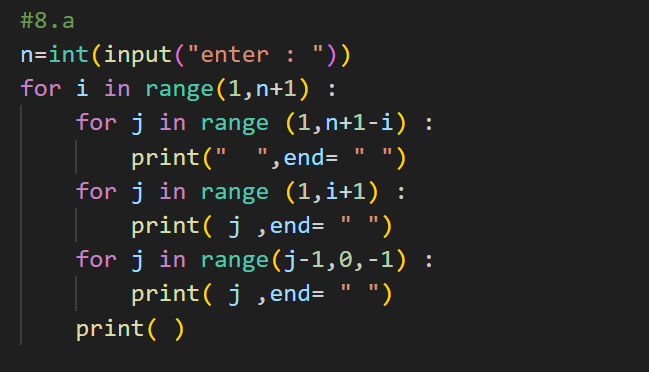 #8.a
n=int(input("enter : "))
for i in range(1,n+1) :
    for j in range (1,n+1-i) :
        print("  ",end= " ")
    for j in range (1,i+1) :
        print( j ,end= " ")
    for j in range(j-1,0,-1) :
        print( j ,end= " ")
    print( )